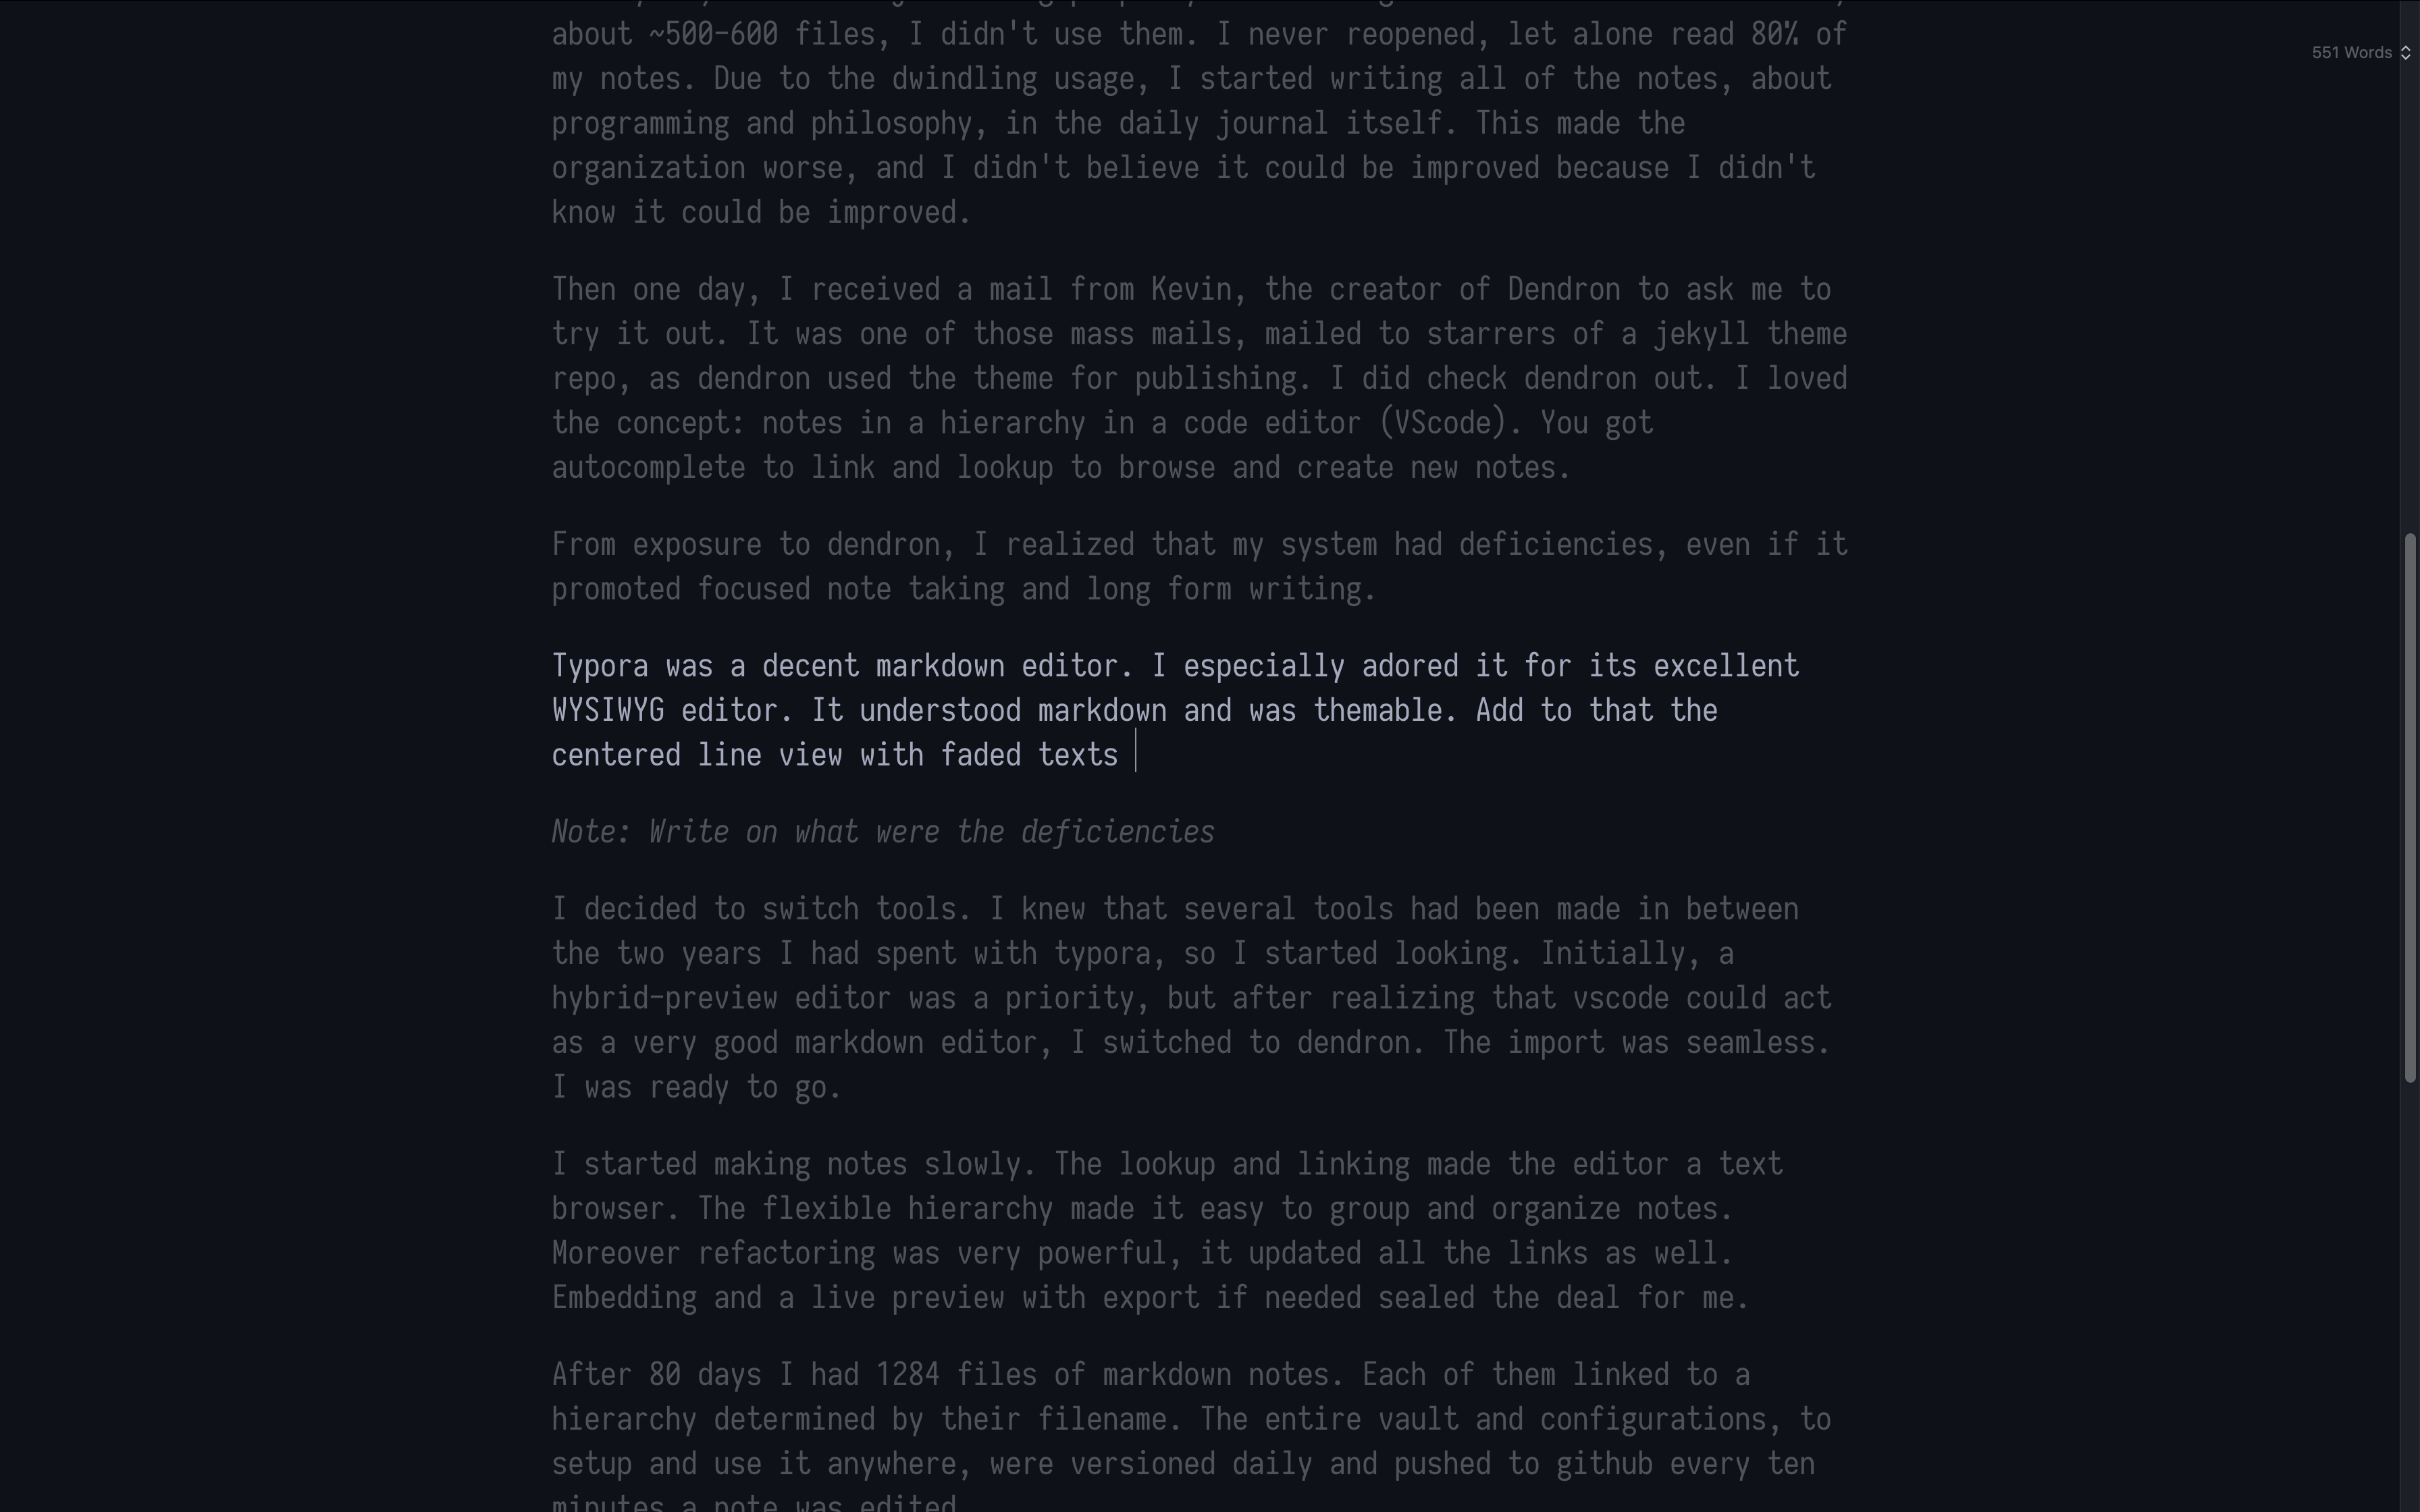 about ~500-600 files, I didn't use them. I never reopened, let alone read 80% of
551 Words
my notes. Due to the dwindling usage, I started writing all of the notes, about
programming and philosophy, in the daily journal itself. This made the
organization worse, and I didn't believe it could be improved because I didn't
know it could be improved.
Then one day, I received a mail from Kevin, the creator of Dendron to ask me to
try it out. It was one of those mass mails, mailed to starrers of a jekyll theme
repo, as dendron used the theme for publishing. I did check dendron out. I loved
the concept: notes in a hierarchy in a code editor (VScode). You got
autocomplete to link and lookup to browse and create new notes.
From exposure to dendron, I realized that my system had deficiencies, even if it
promoted focused note taking and long form writing.
Typora was a decent markdown editor. I especially adored it for its excellent
WYSIWYG editor. It understood markdown and was themable. Add to that the
centered line view with faded texts
Note: Write on what were the deficiencies
I decided to switch tools. I knew that several tools had been made in between
the two years I had spent with typora, so I started looking. Initially, a
hybrid-preview editor was a priority, but after realizing that vscode could act
as a very good markdown editor, I switched to dendron. The import was seamless.
I was ready to go.
I started making notes slowly. The lookup and linking made the editor a text
browser. The flexible hierarchy made it easy to group and organize notes.
Moreover refactoring was very powerful, it updated all the links as well.
Embedding and a live preview with export if needed sealed the deal for me.
After 80 days I had 1284 files of markdown notes. Each of them linked to a
hierarchy determined by their filename. The entire vault and configurations, to
setup and use it anywhere, were versioned daily and pushed to github every ten
minutes a note was edited